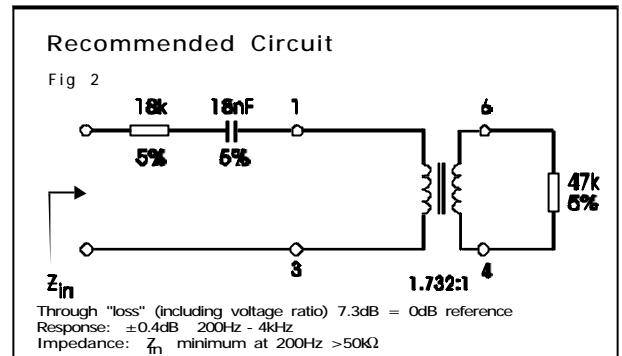 Recommended Circuit
Fig 2
18k
18nF
1
6
5%
5%
47k
5%
3
4
Zin
1.732:1
Through "loss" (including voltage ratio) 7.3dB = 0dB reference
Response: ±0.4dB 200Hz - 4kHz
Impedance: Zin minimum at 200Hz >50kΩ